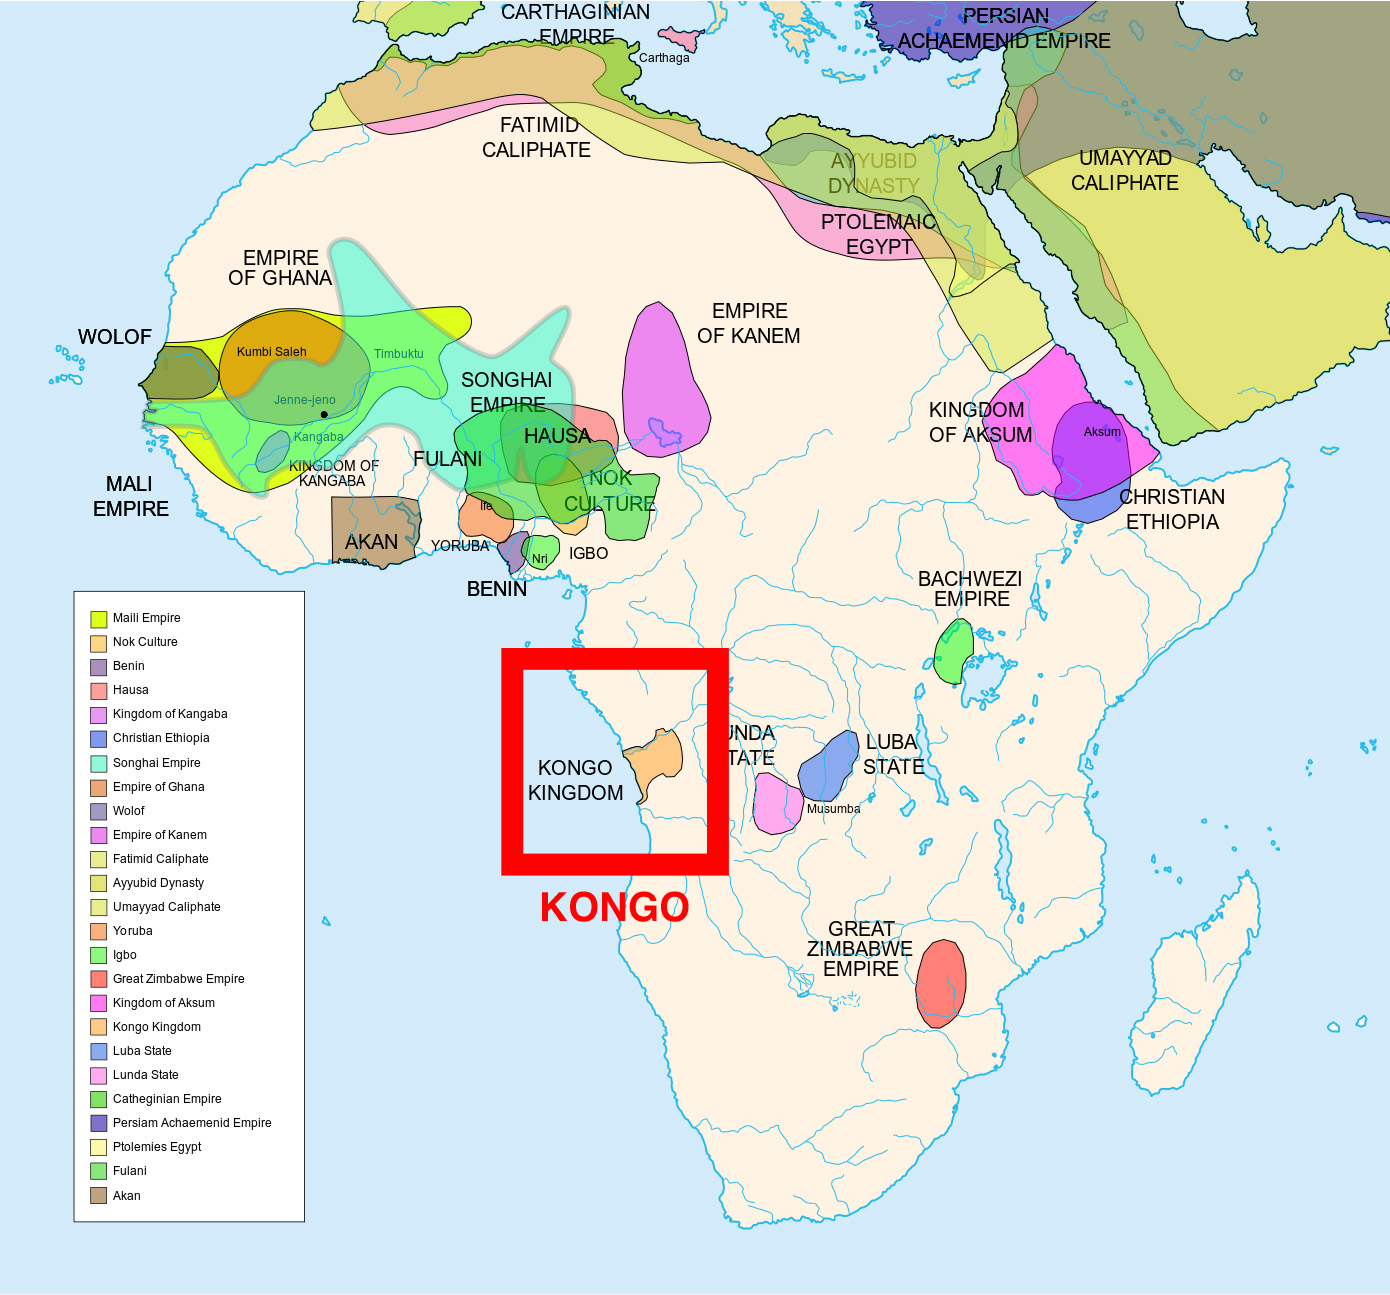 CARTHAGINIAN
EMPIRE
Carthaga
PERSIAN
ACHAEMENID EMPIRE
FATIMID
CALIPHATE
AYYUBID
DYNASTY
UMAYYAD
CALIPHATE
PTOLEMAIC
EGYPT
EMPIRE
OF GHANA
WOLOF
Kumbi Saleh
Timbuktu
EMPIRE
OF KANEM
Jenne-jeno
SONGHAI
EMPIRE
Kangaba
HAUSA
KINGDOM
OF AKSUM
Aksum
KINGDOM OF
KANGABA
FULANi
NOK
CULTURE
MALI
EMPIRE
CHRISTIAN
ETHIOPIA
Ife
AKAN
YORUBA
Nri
IGBO
BENIN
BACHWEZI
EMPIRE
KONGO
KINGDOM
UNDA
TATE
LUBA
STATE
Musumba
KONGO
GREAT
ZIMBABWE
EMPIRE
Maili Empire
Nok Culture
Benin
Hausa
Kingdom of Kangaba
Christian Ethiopia
Songhai Empire
Empire of Ghana
Wolof
Empire of Kanem
Fatimid Caliphate
Ayyubid Dynasty
Umayyad Caliphate
Yoruba
Igbo
Great Zimbabwe Empire
Kingdom of Aksum
Kongo Kingdom
Luba State
Lunda State
Catheginian Empire
Persiam Achaemenid Empire
Ptolemies Egypt
Fulani
Akan